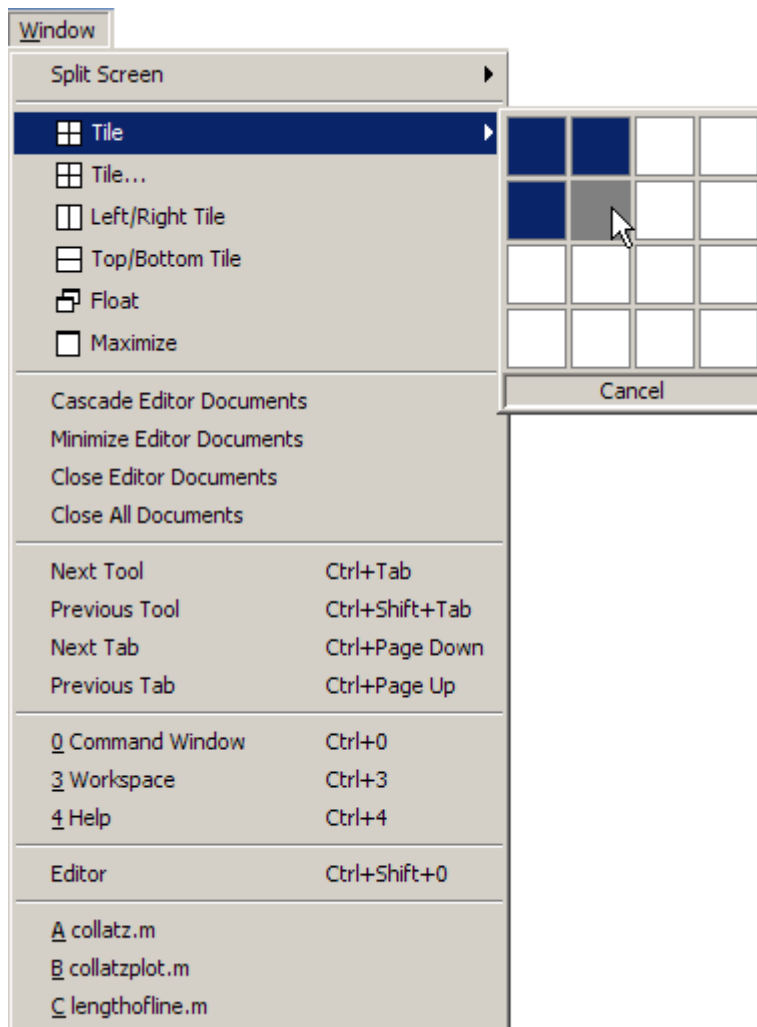 Window
Split Screen
Tile
Tile...
Left/Right Tile
Top/Bottom Tile
Float
Maximize
Cancel
Cascade Editor Documents
Minimize Editor Documents
Close Editor Documents
Close All Documents
Next Tool Ctrl+Tab
Previous Tool Ctrl+Shift+Tab
Next Tab Ctrl+Page Down
Previous Tab Ctrl+Page Up
0 Command Window Ctrl+0
3 Workspace Ctrl+3
4 Help Ctrl+4
Editor Ctrl+Shift+0
A collatz.m
B collatzplot.m
C lengthofline.m